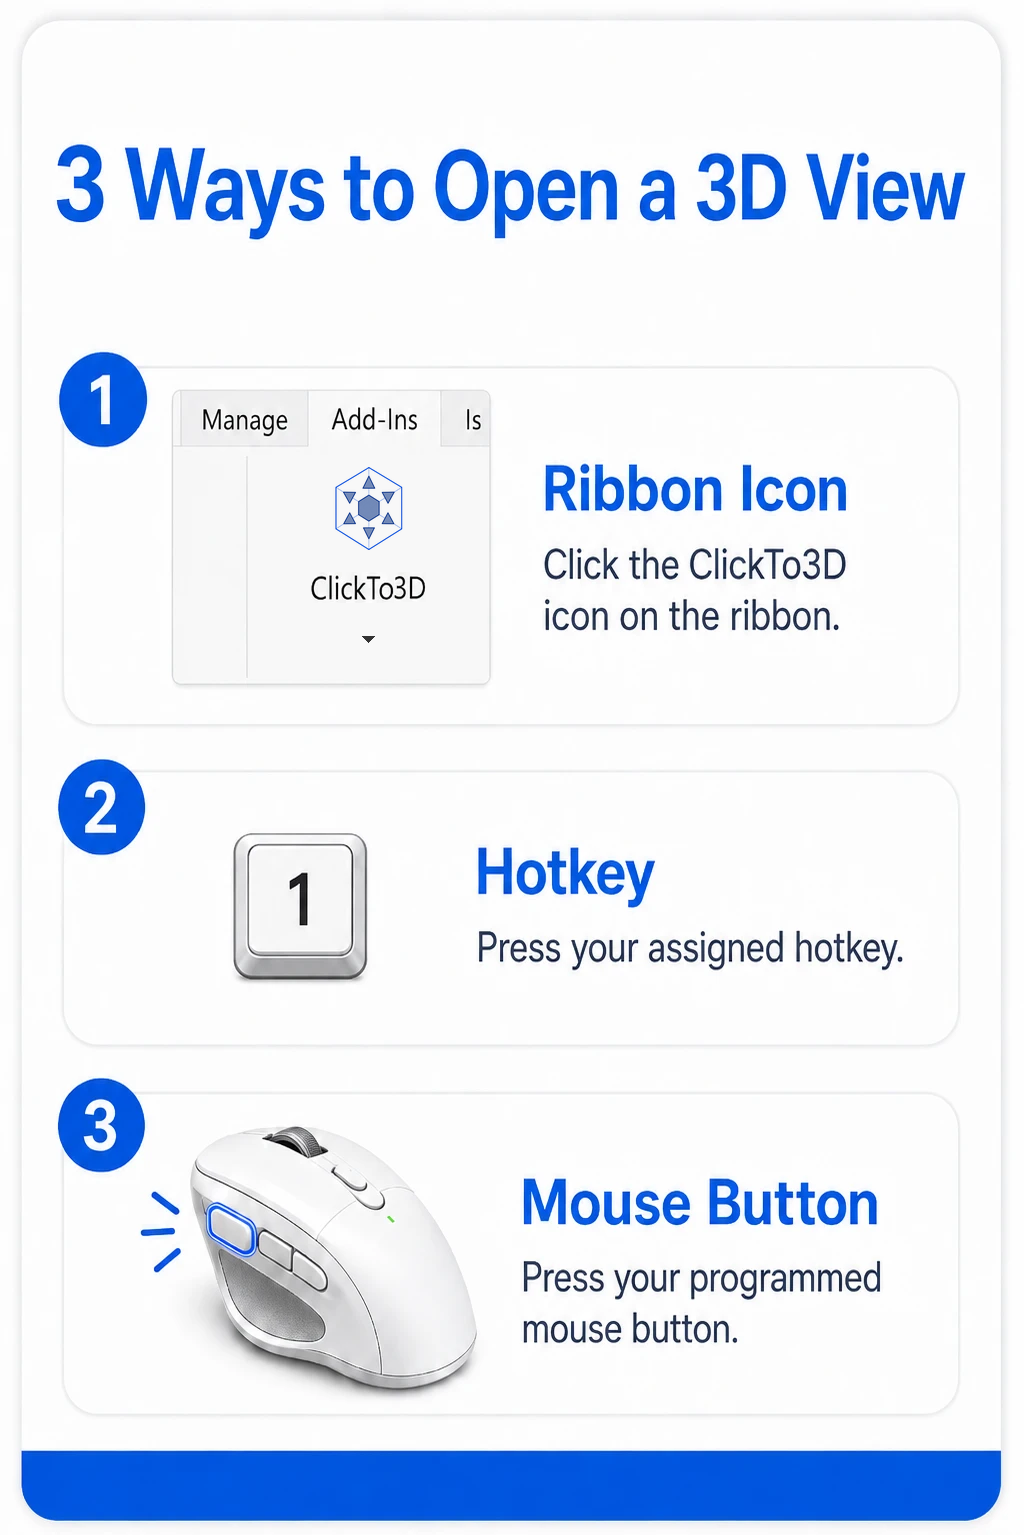 3 Ways to Open a 3D View
1
Manage Add-Ins Is
ClickTo3D
Ribbon Icon
Click the ClickTo3D
icon on the ribbon.
2
1
Hotkey
Press your assigned hotkey.
3
Mouse Button
Press your programmed
mouse button.